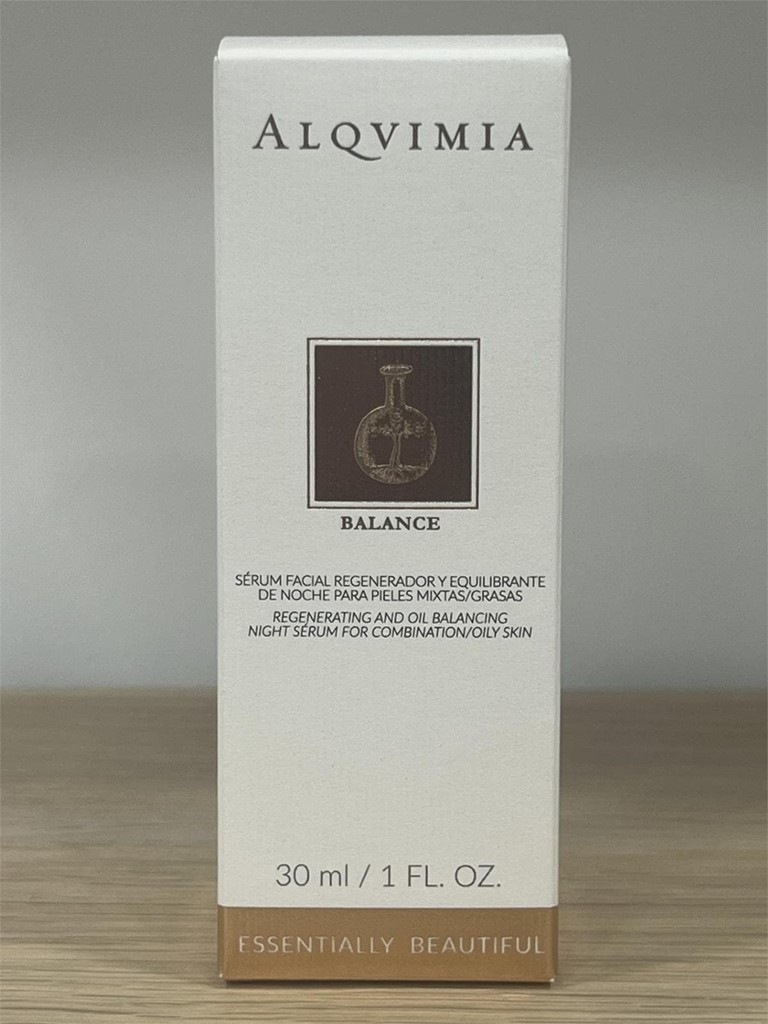 ALQVIMIA
BALANCE
SÉRUM FACIAL REGENERADOR Y EQUILIBRANTE
DE NOCHE PARA PIELES MIXTAS/GRASAS
REGENERATING AND OIL BALANCING
NIGHT SÉRUM FOR COMBINATION/OILY SKIN
30 ml / 1 FL. OZ.
ESSENTIALLY BEAUTIFUL